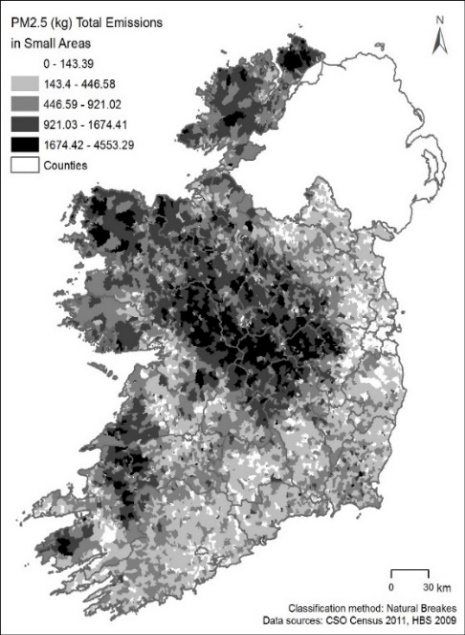 PM2.5 (kg) Total Emissions
in Small Areas
0 - 143.39
143.4 - 446.58
446.59 - 921.02
921.03 - 1674.41
1674.42 - 4553.29
Counties
N
0 30
km
Classification method: Natural Breakes
Data sources: CSO Census 2011, HBS 2009